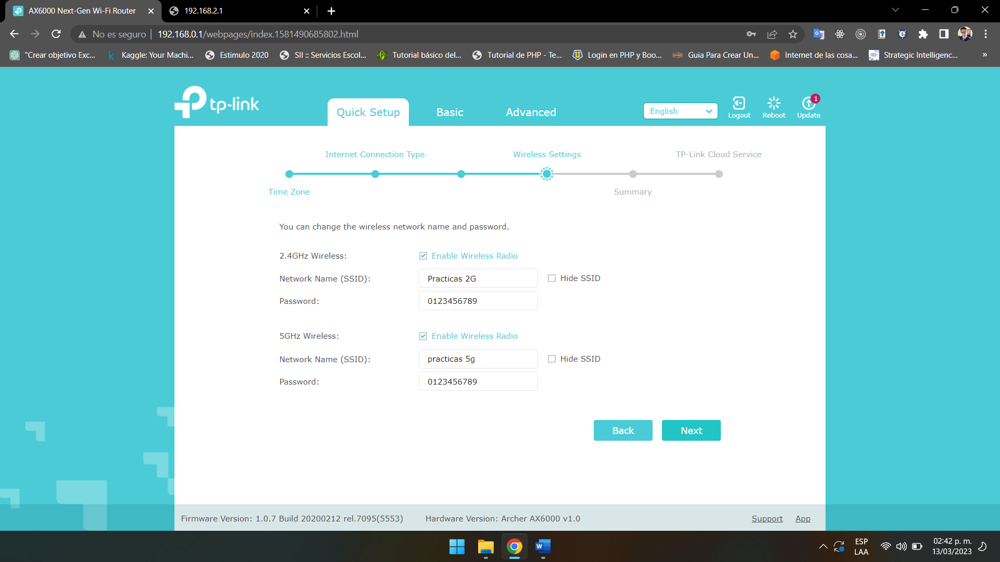 AX6000 Next-Gen Wi-Fi Router
192.168.2.1
No es seguro | 192.168.0.1/webpages/index.1581490685802.html
"Crear objetivo Exc... Kaggle: Your Machi... Estimulo 2020 SII :: Servicios Escol... Tutorial básico del... Tutorial de PHP - Te... Login en PHP y Boo... Guia Para Crear Un... Internet de las cosa... Strategic Intelligenc... »
tp-link
Quick Setup Basic Advanced
English
Logout Reboot Update
1
Internet Connection Type Wireless Settings TP-Link Cloud Service
Time Zone Summary
You can change the wireless network name and password.
2.4GHz Wireless: Enable Wireless Radio
Network Name (SSID): Practicas 2G Hide SSID
Password: 0123456789
5GHz Wireless: Enable Wireless Radio
Network Name (SSID): practicas 5g Hide SSID
Password: 0123456789
Back Next
Firmware Version: 1.0.7 Build 20200212 rel.7095(5553) Hardware Version: Archer AX6000 v1.0 Support App
ESP
LAA
02:42 p. m.
13/03/2023